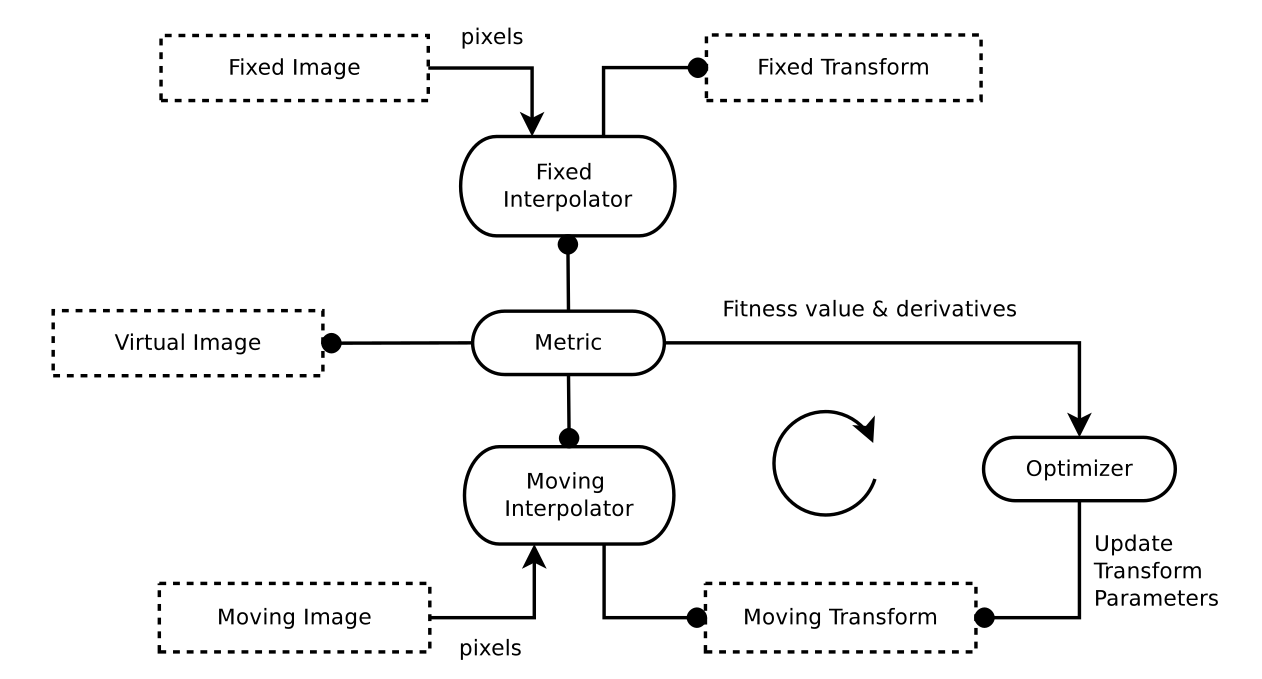 pixels
Fixed Image
Fixed Transform
Fixed
Interpolator
Fitness value & derivatives
Virtual Image
Metric
Optimizer
Moving
Interpolator
Update
Transform
Parameters
Moving Image
Moving Transform
pixels